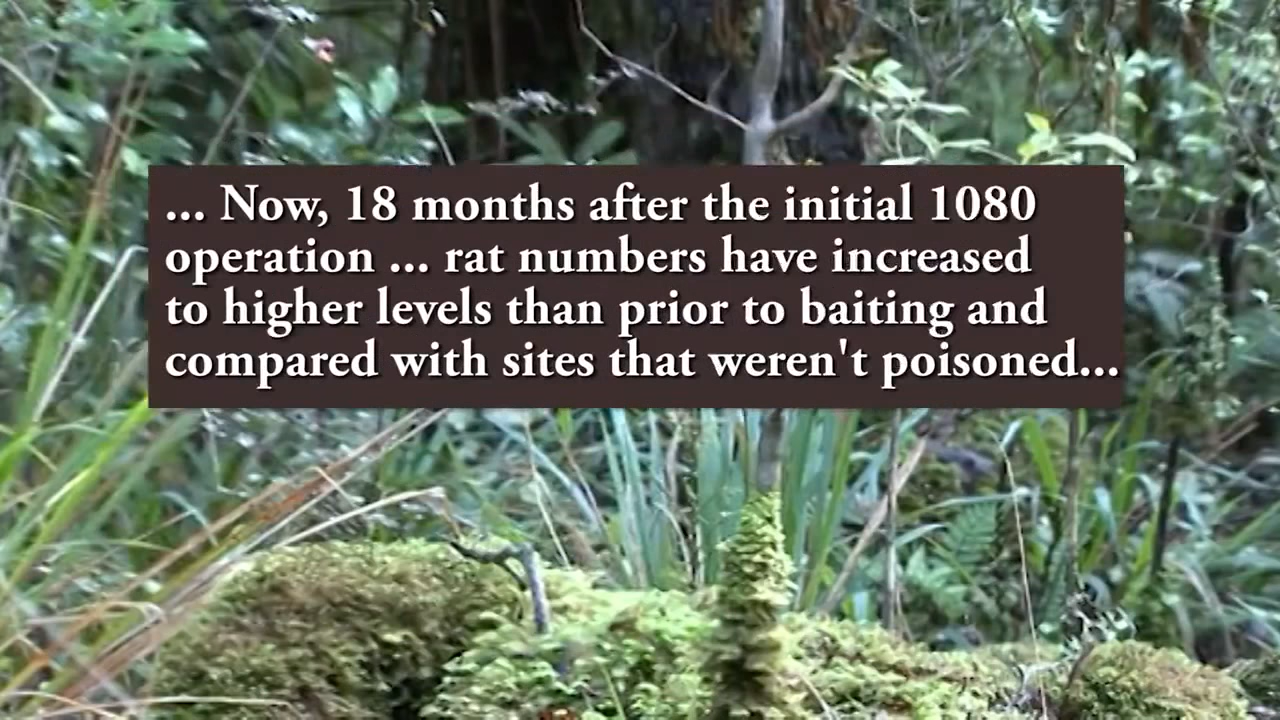 ... Now, 18 months after the initial 1080
operation ... rat numbers have increased
to higher levels than prior to baiting and
compared with sites that weren't poisoned...